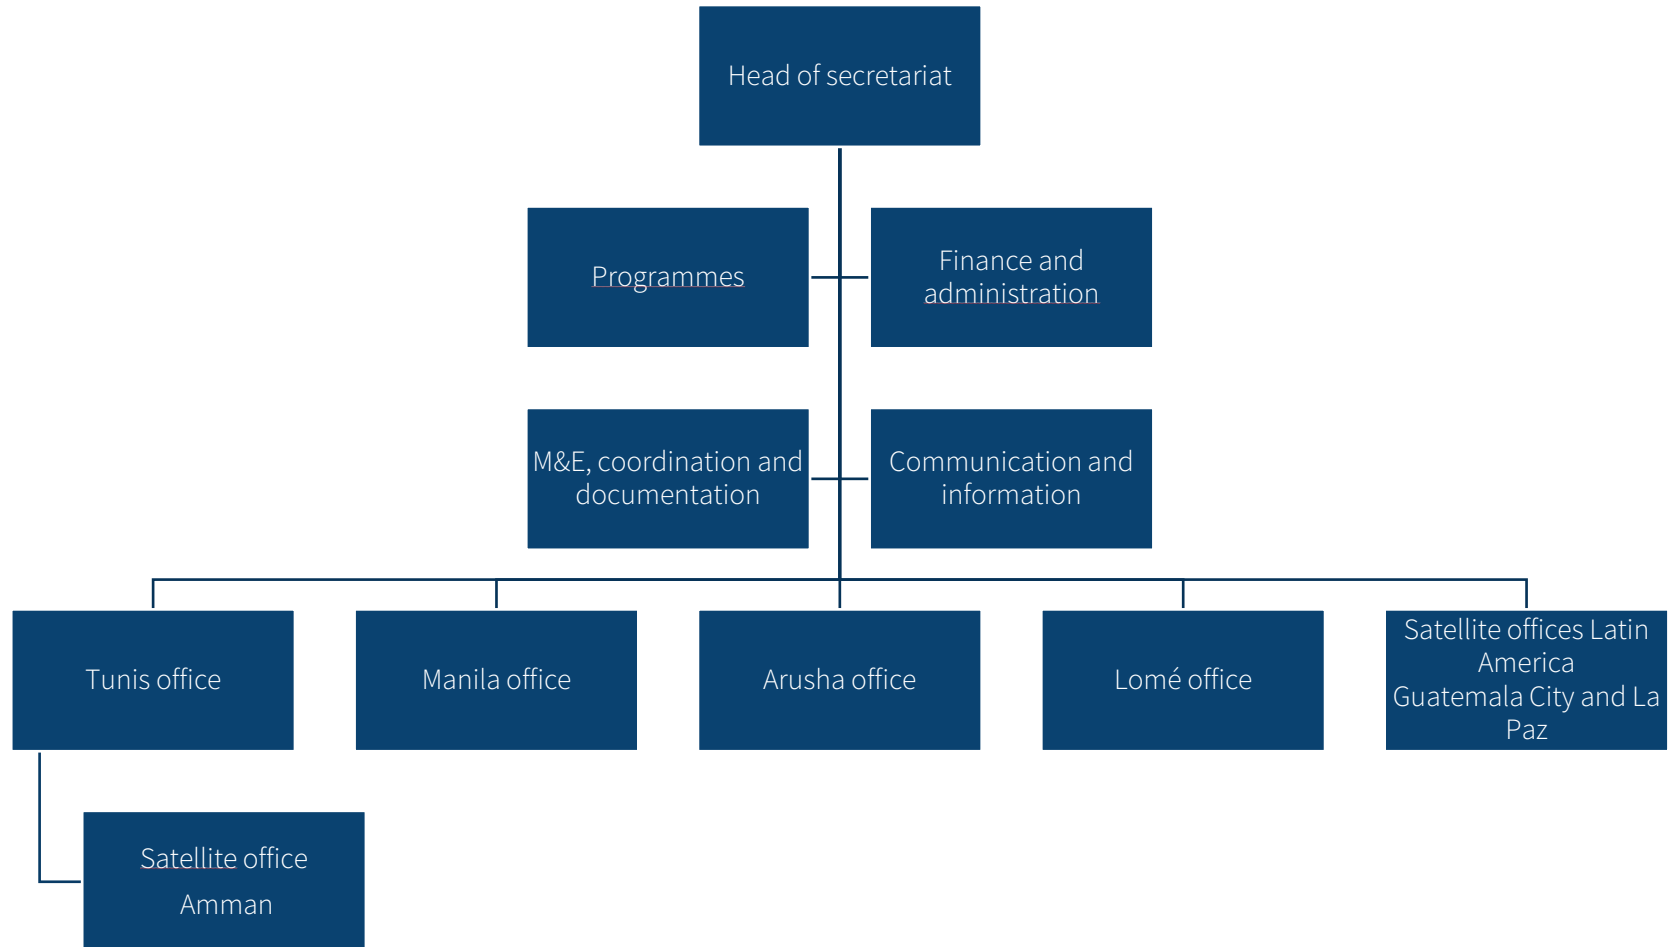 Head of secretariat
Programmes
Finance and
administration
M&E, coordination and
documentation
Communication and
information
Tunis office
Manila office
Arusha office
Lomé office
Satellite offices Latin
America
Guatemala City and La
Paz
Satellite office
Amman